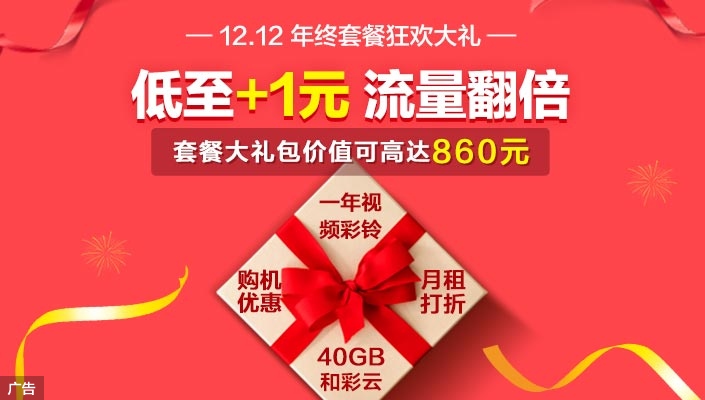 12.12 年终套餐狂欢大礼
低至+1元 流量翻倍
套餐大礼包价值可高达860元
一年视
频彩铃
购机
优惠
月租
打折
40GB
和彩云
广告